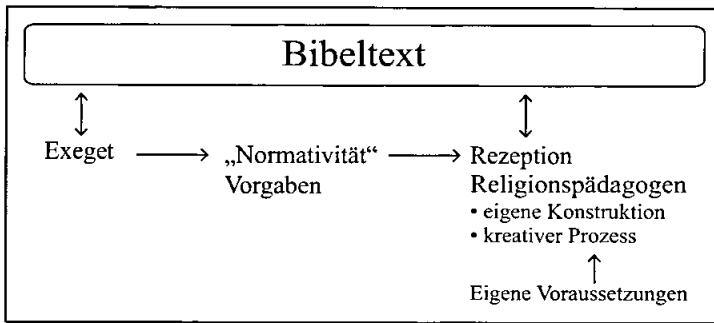 Bibeltext
Exeget
„Normativität“
Vorgaben
Rezeption
Religionspädagogen
• eigene Konstruktion
• kreativer Prozess
Eigene Voraussetzungen